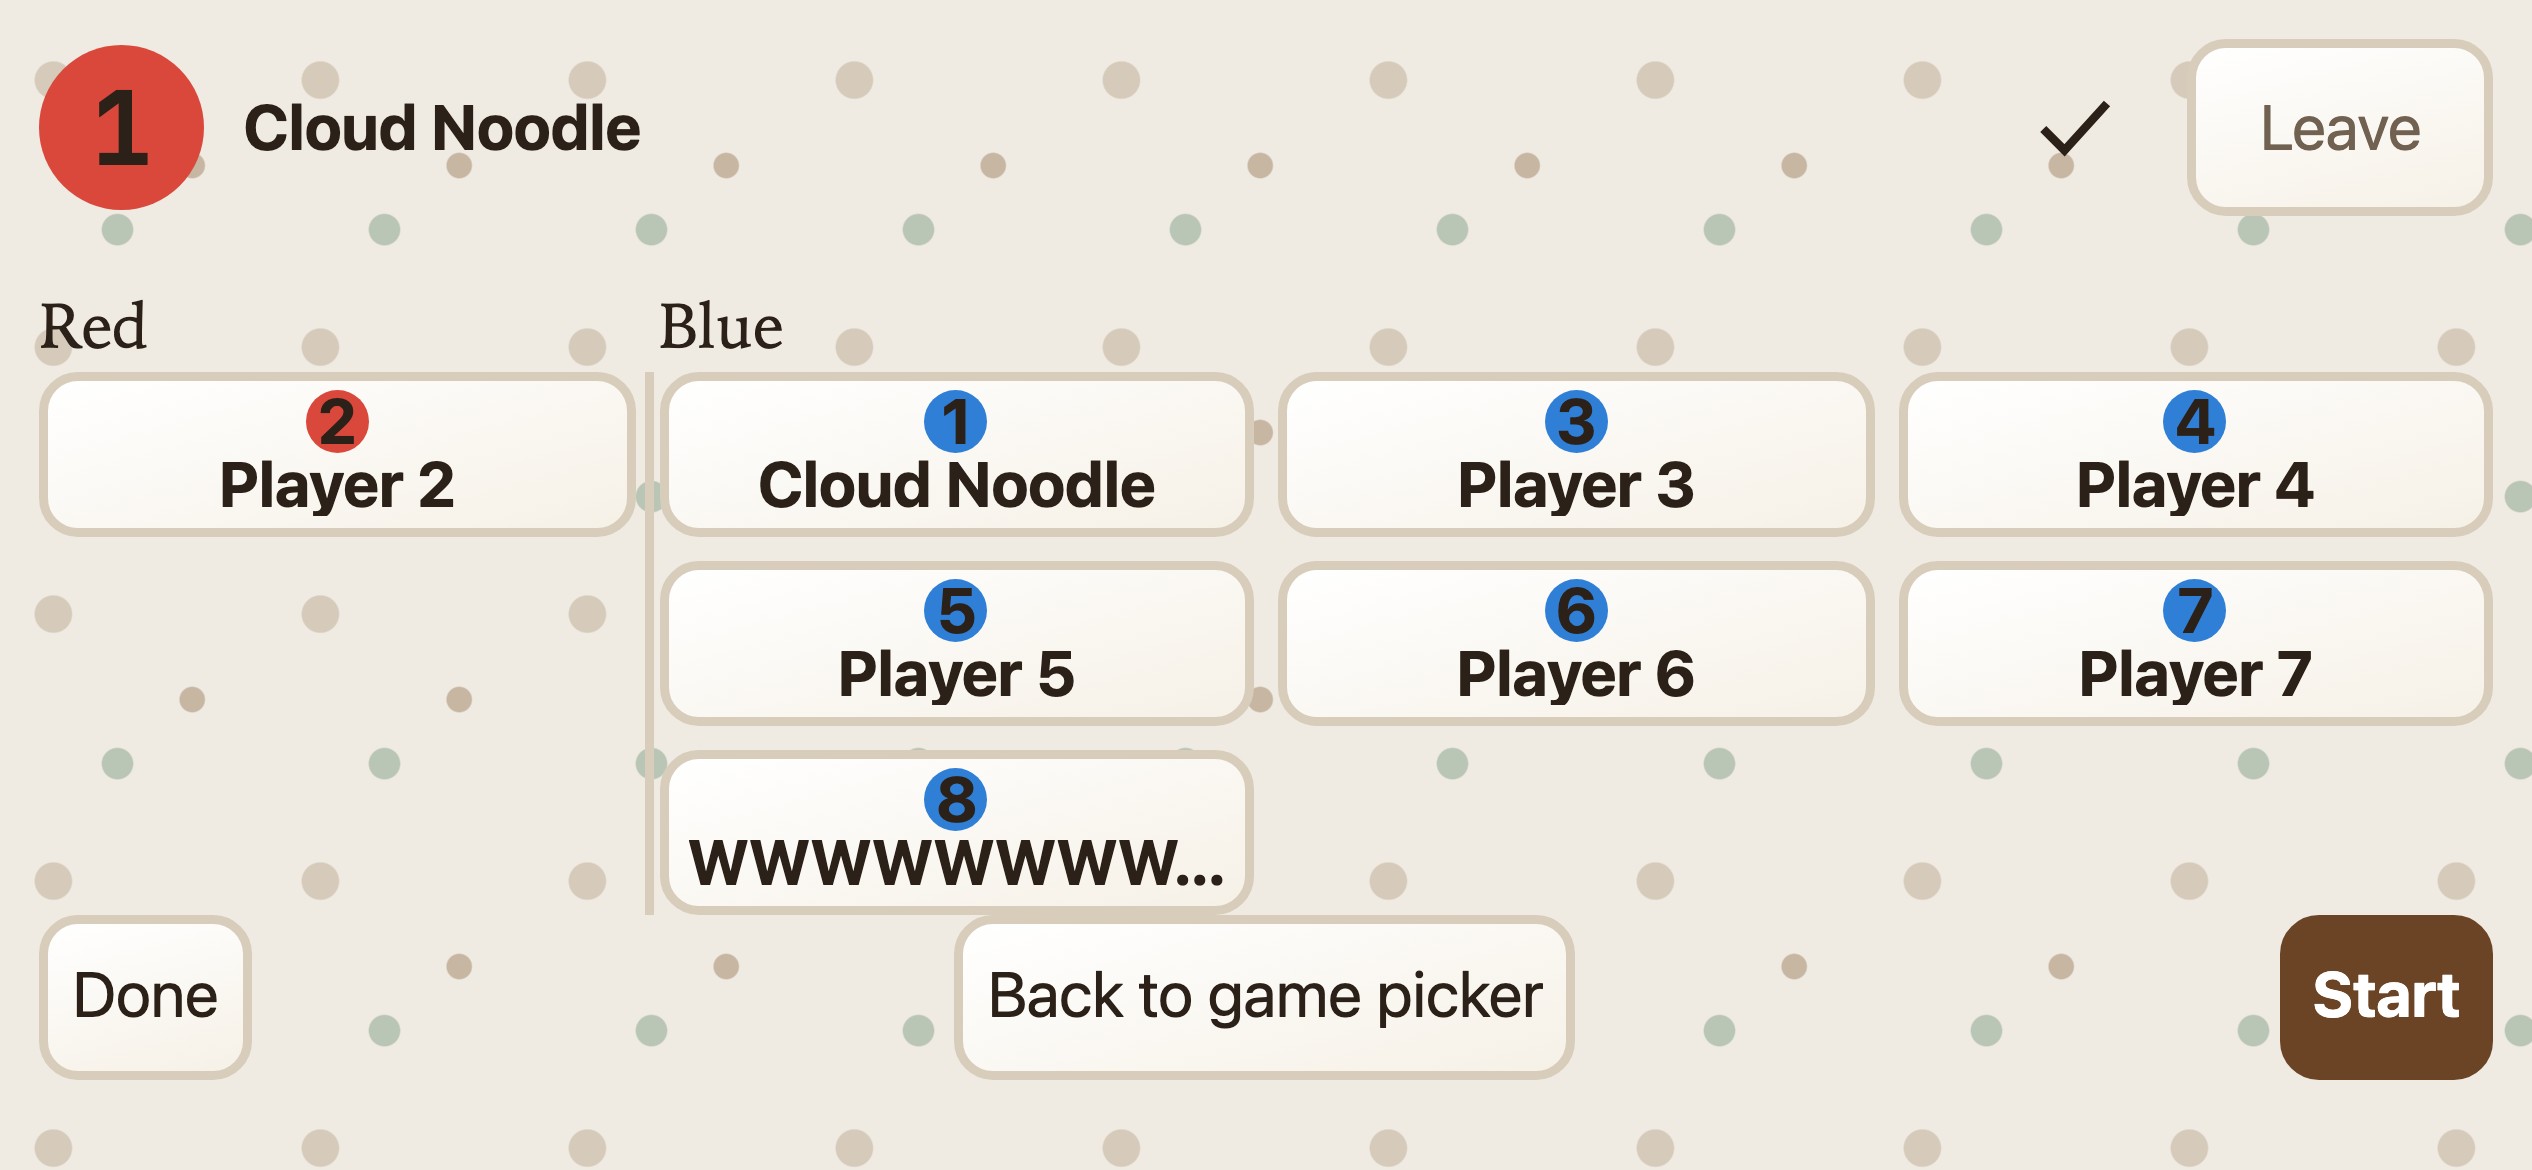 1 Cloud Noodle
Leave
Red
Blue
2
Player 2
1
Cloud Noodle
3
Player 3
4
Player 4
5
Player 5
6
Player 6
7
Player 7
8
WWWWWWWW...
Done
Back to game picker
Start